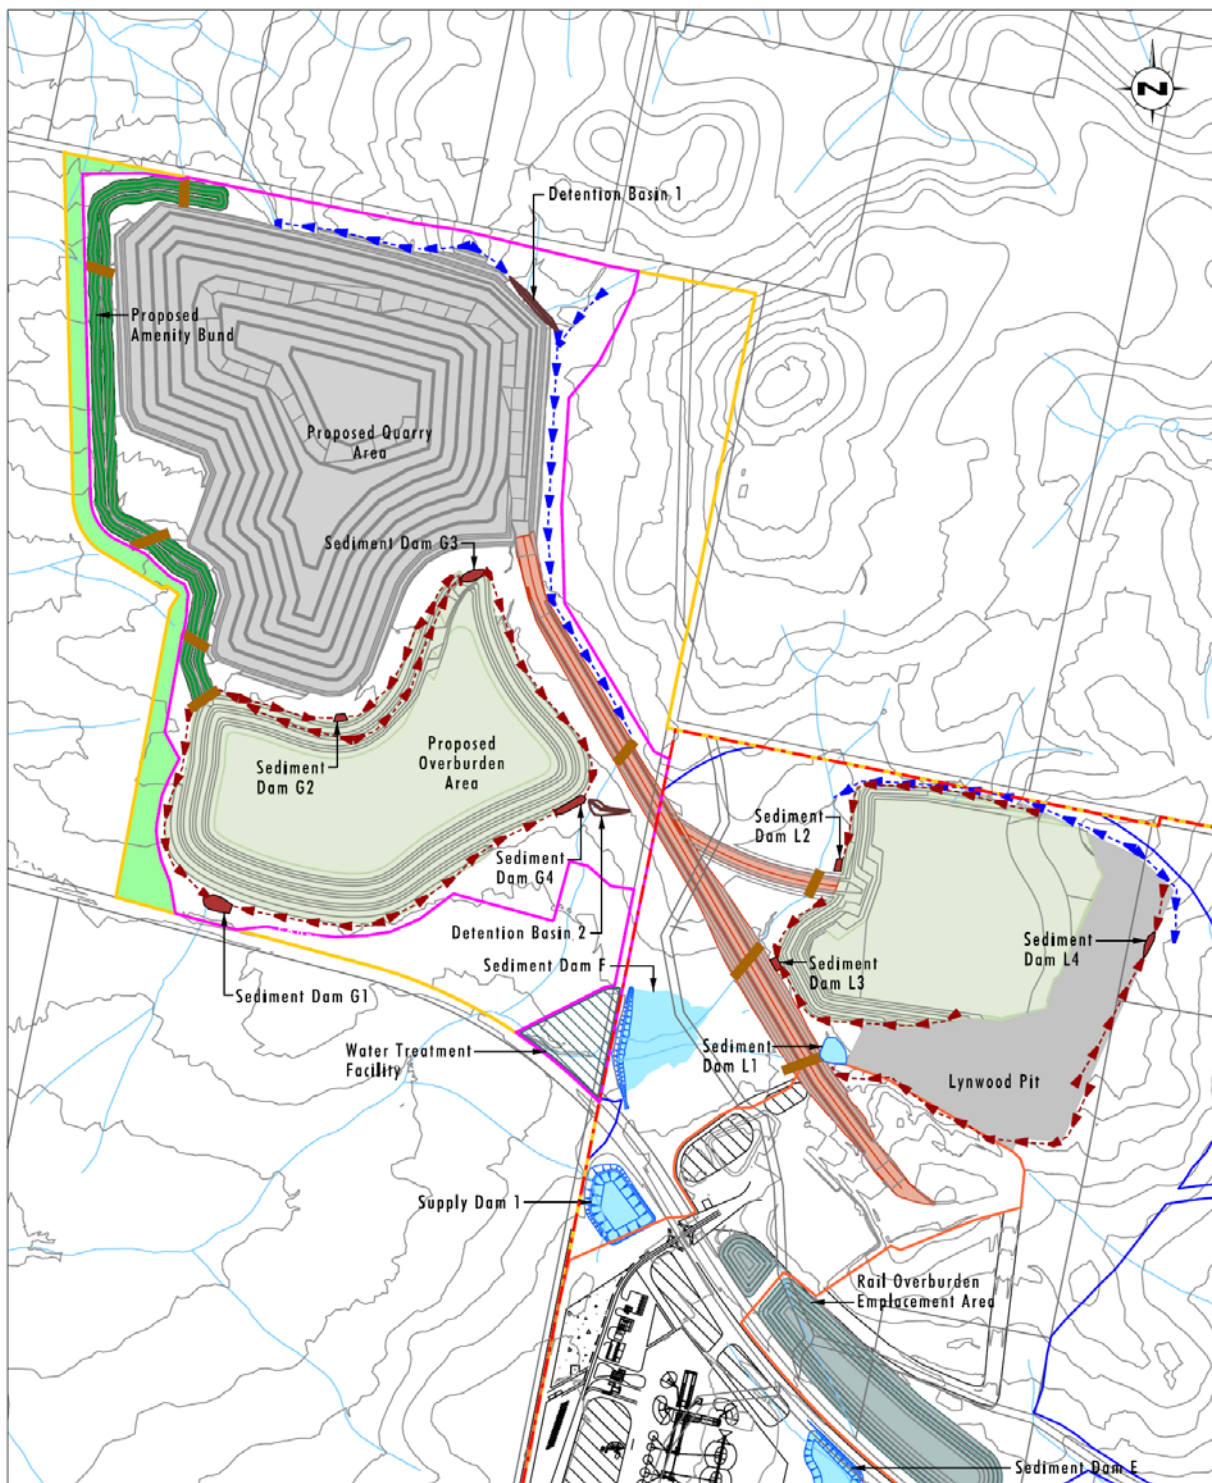 N
Detention Basin 1
Proposed
Amenity Bund
Proposed Quarry
Area
Sediment Dam G3
Proposed
Overburden
Area
Sediment
Dam G2
Sediment
Dam L2
Sediment
Dam G4
Detention Basin 2
Sediment
Dam L4
Sediment
Dam L3
Sediment Dam F
Sediment Dam G1
Water Treatment
Facility
Sediment
Dam L1
Lynwood Pit
Supply Dam 1
Rail Overburden
Emplacement Area
Sediment Dam E